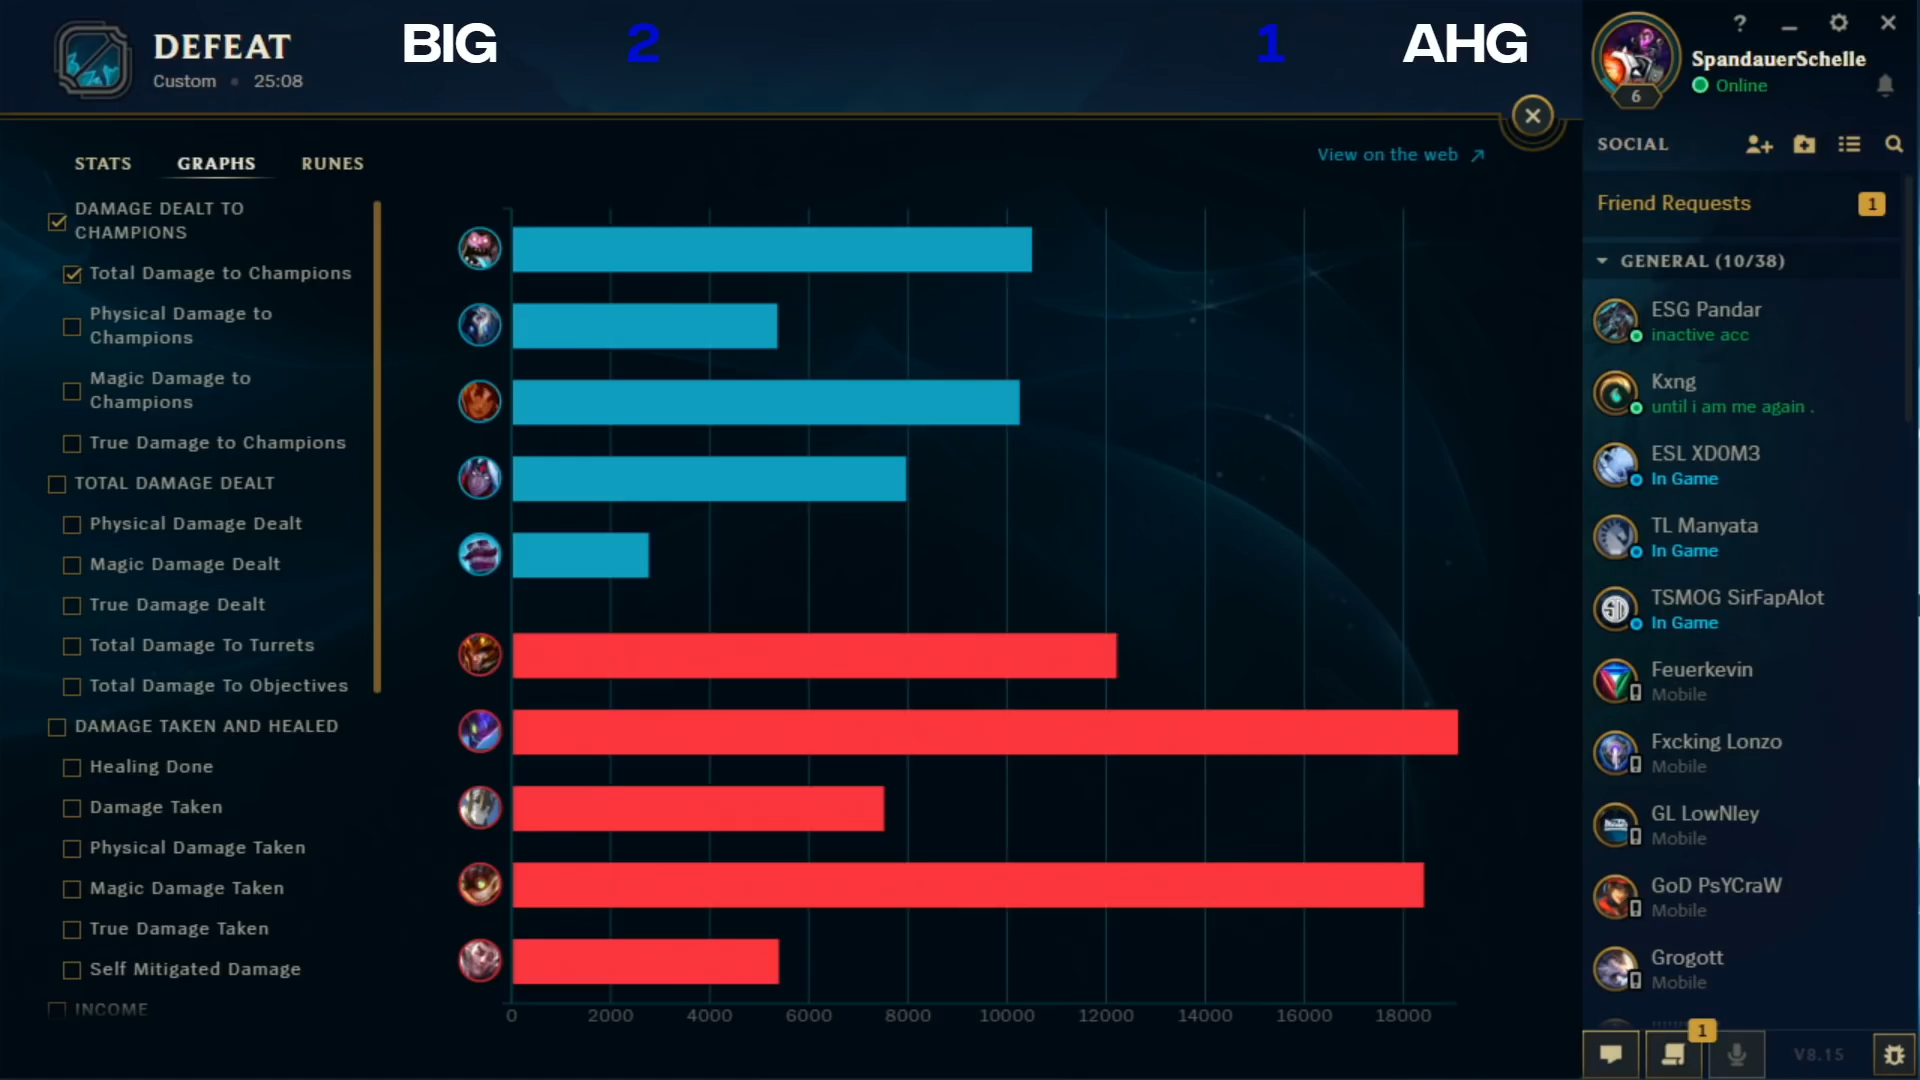 DEFEAT
Custom • 25:08
BIG 2 1 AHG
SpandauerSchelle
Online
6
View on the web
STATS GRAPHS RUNES
DAMAGE DEALT TO
CHAMPIONS
Total Damage to Champions
Physical Damage to
Champions
Magic Damage to
Champions
True Damage to Champions
TOTAL DAMAGE DEALT
Physical Damage Dealt
Magic Damage Dealt
True Damage Dealt
Total Damage To Turrets
Total Damage To Objectives
DAMAGE TAKEN AND HEALED
Healing Done
Damage Taken
Physical Damage Taken
Magic Damage Taken
True Damage Taken
Self Mitigated Damage
INCOME
0 2000 4000 6000 8000 10000 12000 14000 16000 18000
SOCIAL
Friend Requests 1
GENERAL (10/38)
ESG Pandar
inactive acc
Kxng
until i am me again .
ESL XD0M3
In Game
TL Manyata
In Game
TSMOG SirFapAlot
In Game
Feuerkevin
Mobile
Fxcking Lonzo
Mobile
GL LowNley
Mobile
GoD PsYCraW
Mobile
Grogott
Mobile
1
V8.15